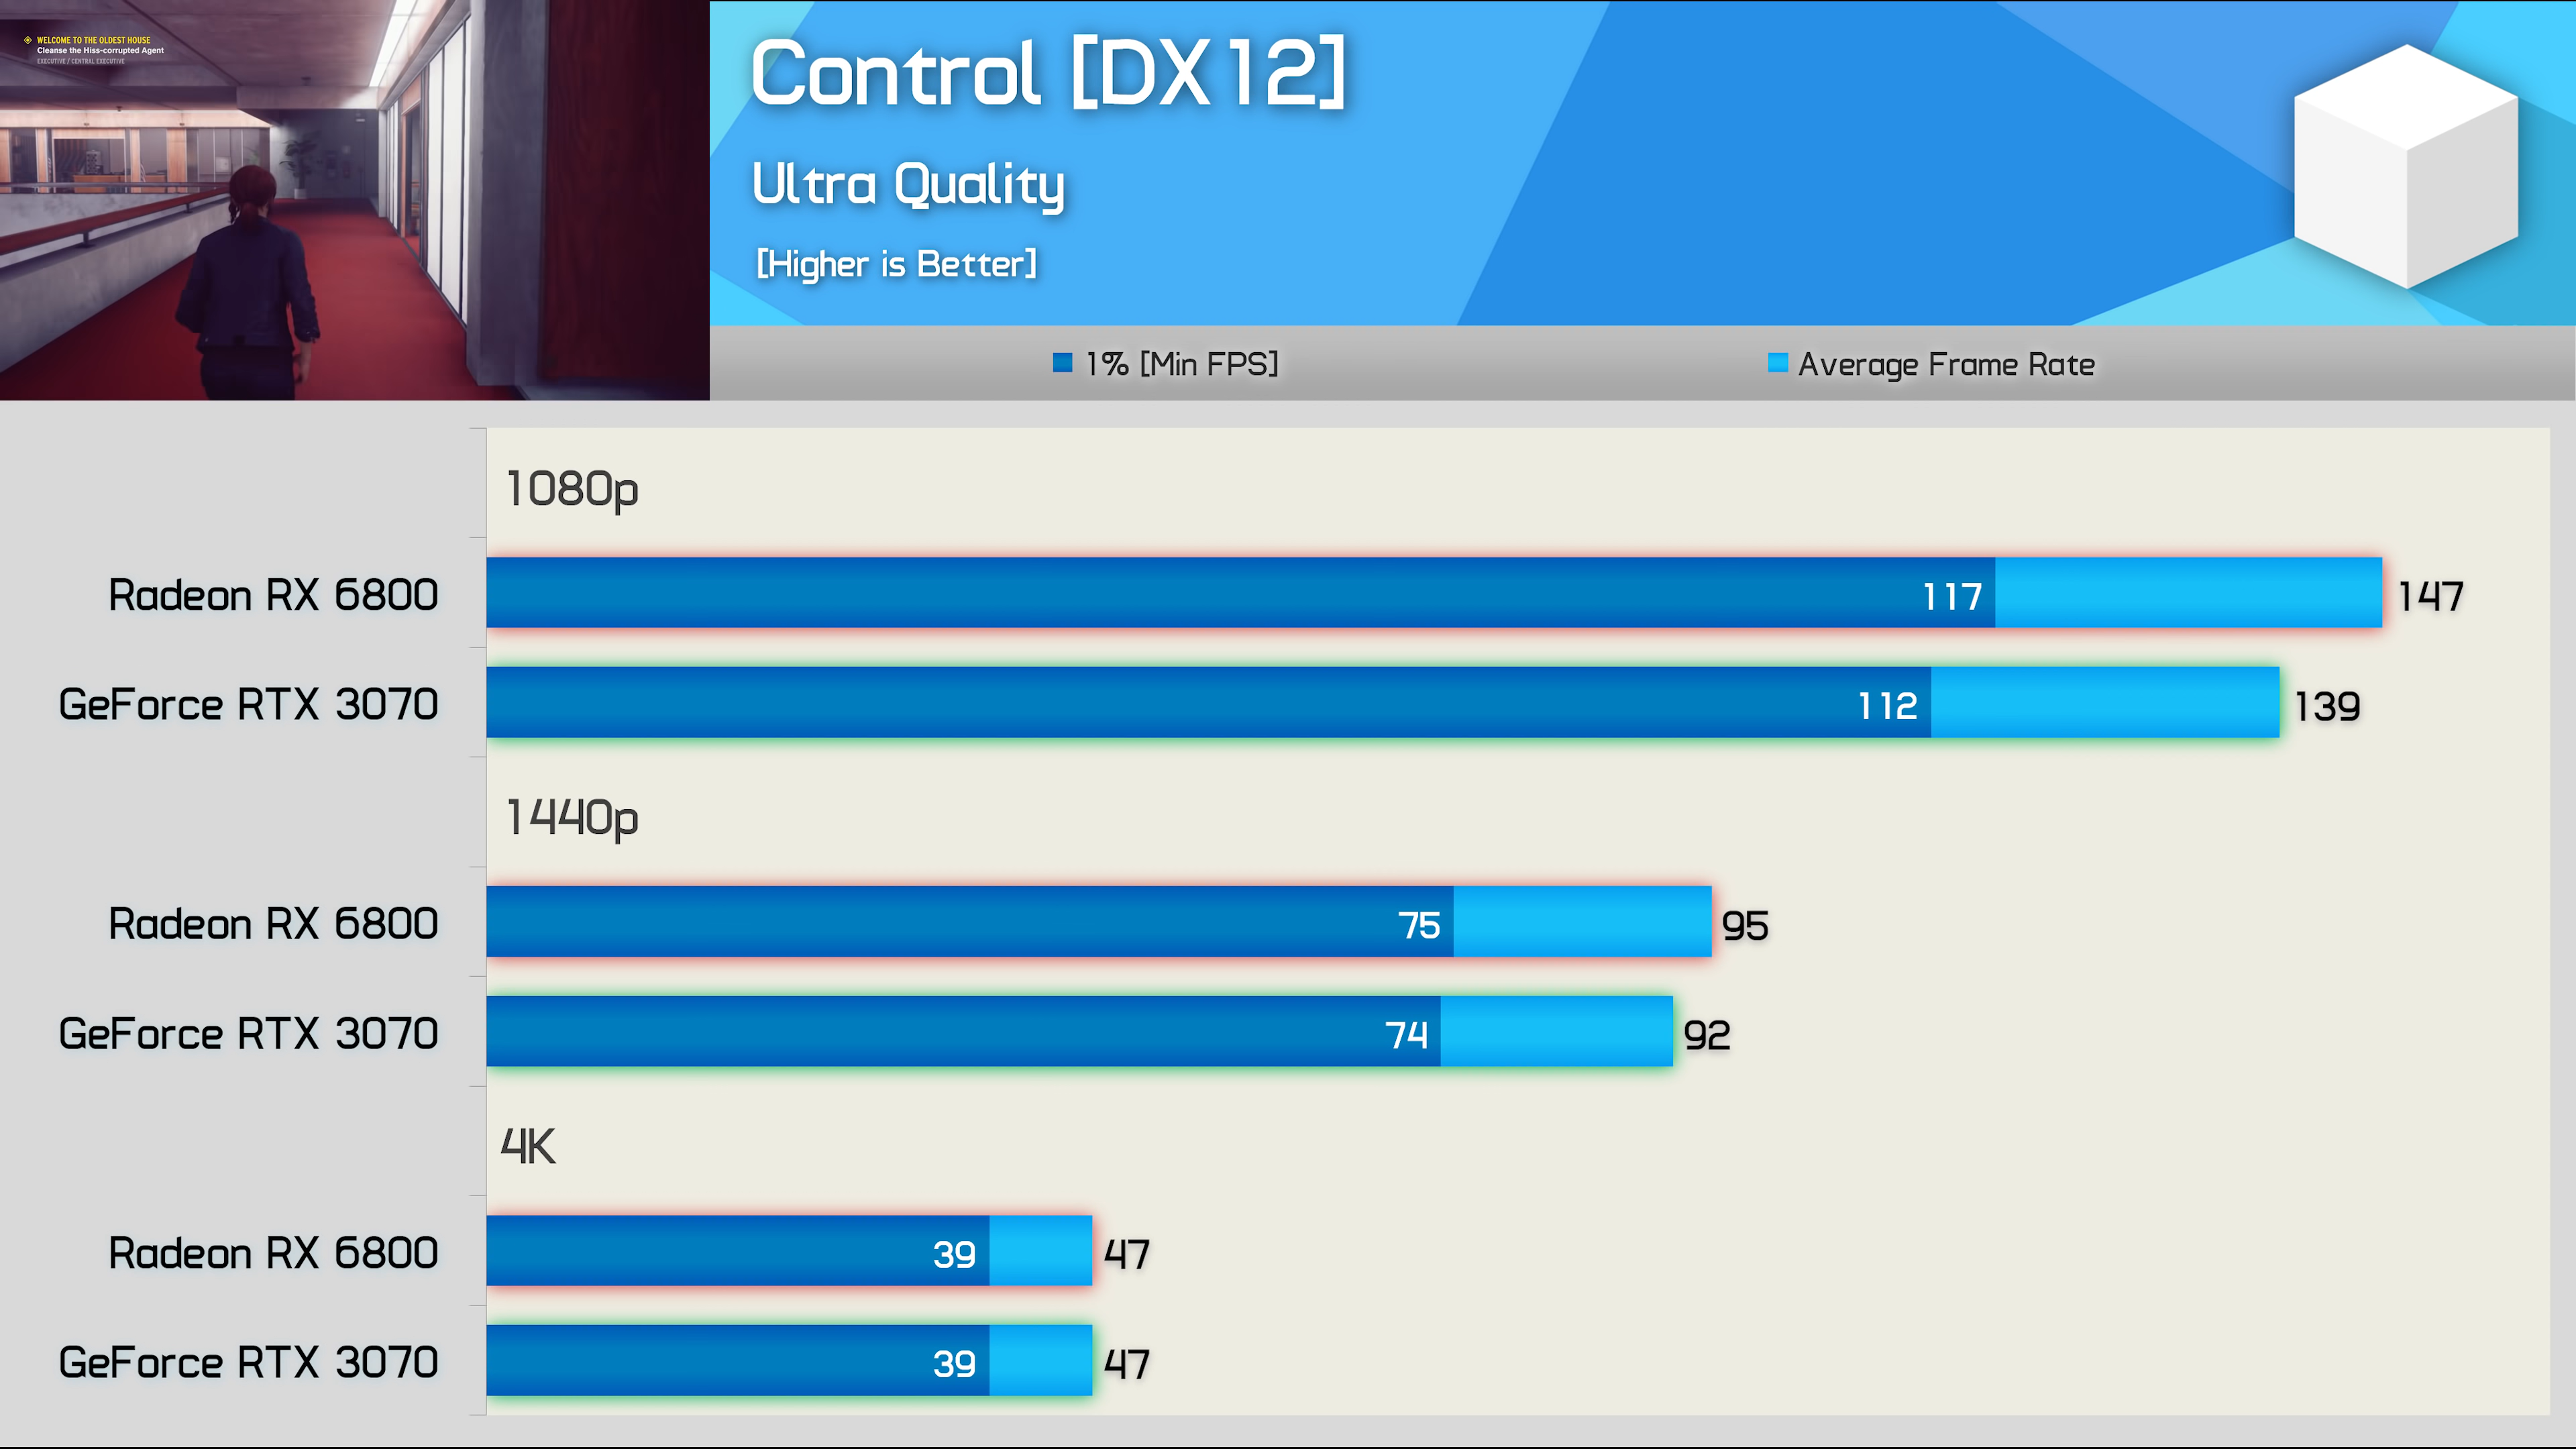 WELCOME TO THE OLDEST HOUSE
Cleanse the Hiss-corrupted Agent
EXECUTIVE / CENTRAL EXECUTIVE
Control [DX12]
Ultra Quality
[Higher is Better]
1% [Min FPS] Average Frame Rate
1080p
Radeon RX 6800 117 147
GeForce RTX 3070 112 139
1440p
Radeon RX 6800 75 95
GeForce RTX 3070 74 92
4K
Radeon RX 6800 39 47
GeForce RTX 3070 39 47